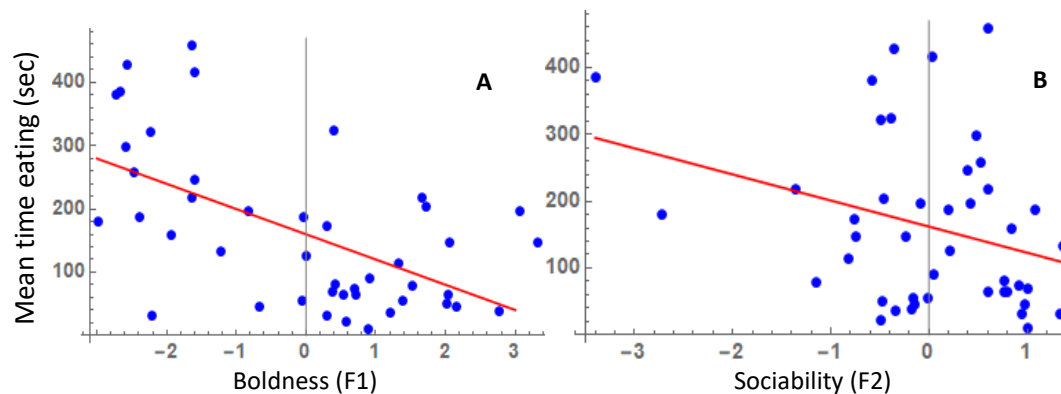 Mean time eating (sec)
400
300
200
100
A
-2 -1 0 1 2 3
Boldness (F1)
400
300
200
100
B
-3 -2 -1 0 1
Sociability (F2)